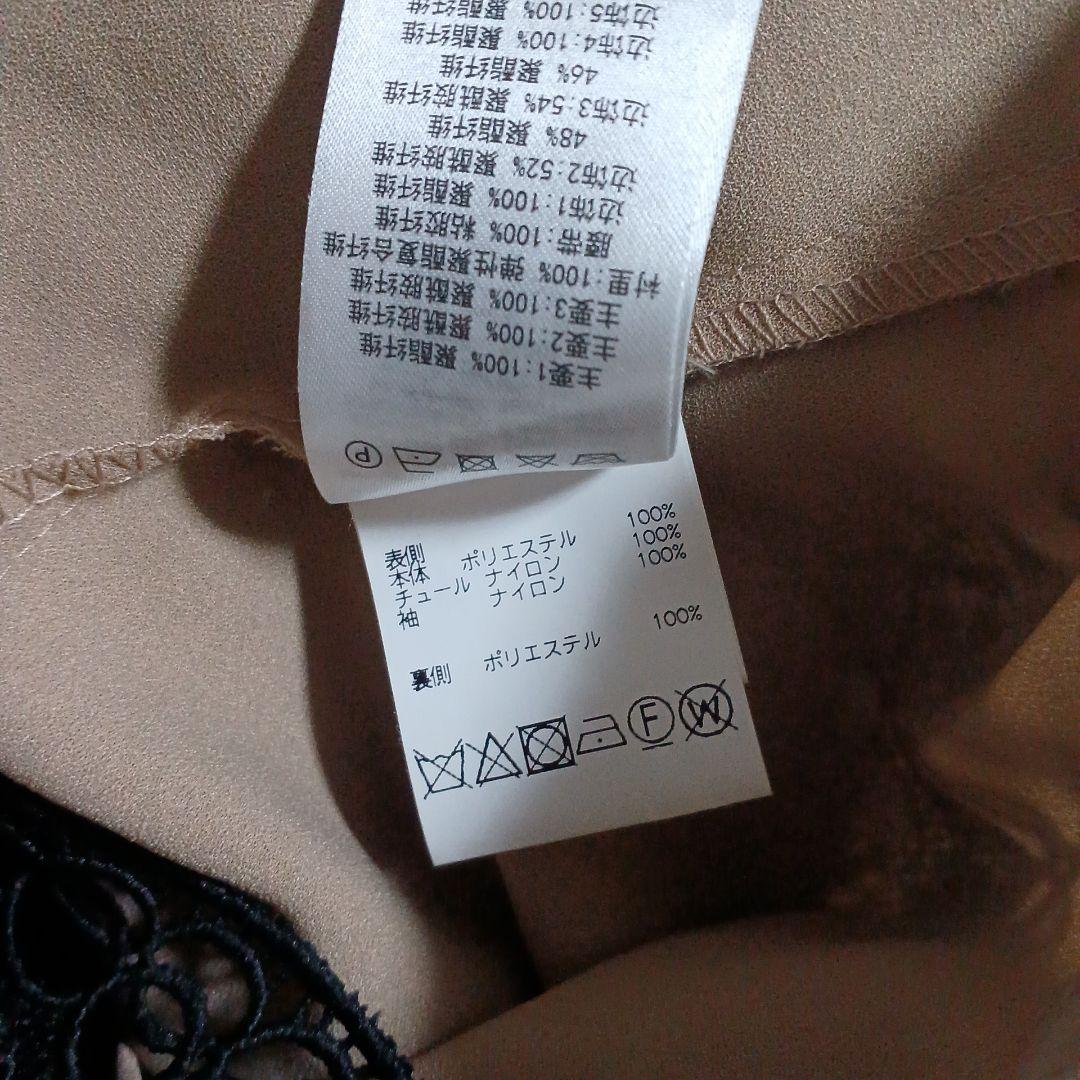 P
主要1:100% 聚酯纤维
主要2:100% 聚酰胺纤维
主要3:100% 聚酰胺纤维
衬里:100% 弹性聚酯复合纤维
腰带:100% 粘胶纤维
边饰1:100% 聚酯纤维
边饰2:52% 聚酰胺纤维
48% 聚酯纤维
边饰3:54% 聚酰胺纤维
46% 聚酯纤维
边饰4:100% 聚酯纤维
边饰5:100% 聚酯纤维
表側
本体 ポリエステル 100%
チュール ナイロン 100%
袖 ナイロン 100%
裏側 ポリエステル 100%
F W